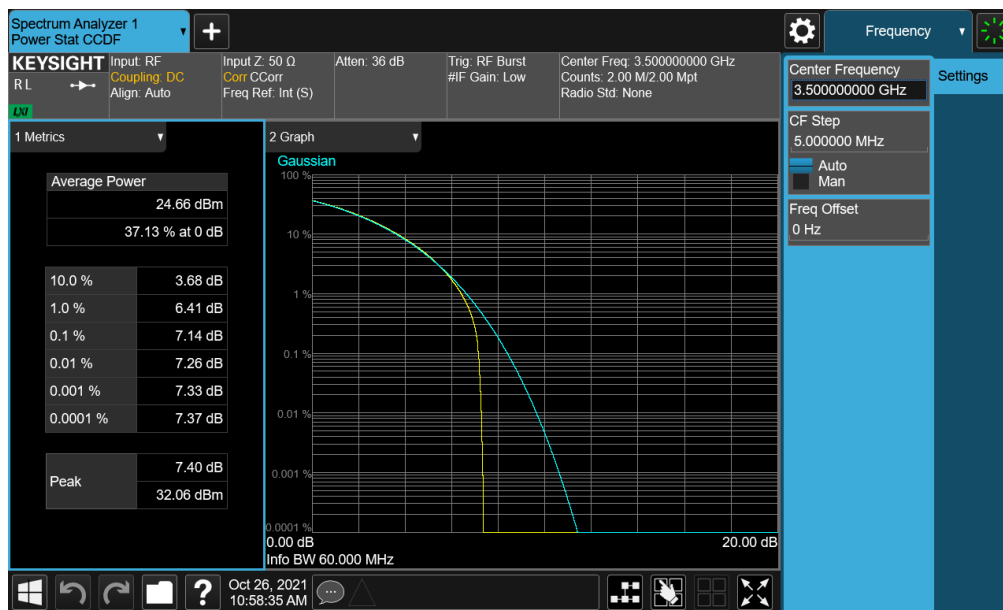 Spectrum Analyzer 1
Power Stat CCDF
+
Frequency
KEYSIGHT
R L
LXI
Input: RF
Coupling: DC
Align: Auto
Input Z: 50 Ω
Corr CCorr
Freq Ref: Int (S)
Atten: 36 dB
Trig: RF Burst
#IF Gain: Low
Center Freq: 3.500000000 GHz
Counts: 2.00 M/2.00 Mpt
Radio Std: None
Center Frequency
3.500000000 GHz
Settings
CF Step
5.000000 MHz
Auto
Man
Freq Offset
0 Hz
1 Metrics
Average Power
24.66 dBm
37.13 % at 0 dB
10.0 % 3.68 dB
1.0 % 6.41 dB
0.1 % 7.14 dB
0.01 % 7.26 dB
0.001 % 7.33 dB
0.0001 % 7.37 dB
Peak
7.40 dB
32.06 dBm
2 Graph
Gaussian
100 %
10 %
1 %
0.1 %
0.01 %
0.001 %
0.0001 %
0.00 dB 20.00 dB
Info BW 60.000 MHz
?
Oct 26, 2021
10:58:35 AM